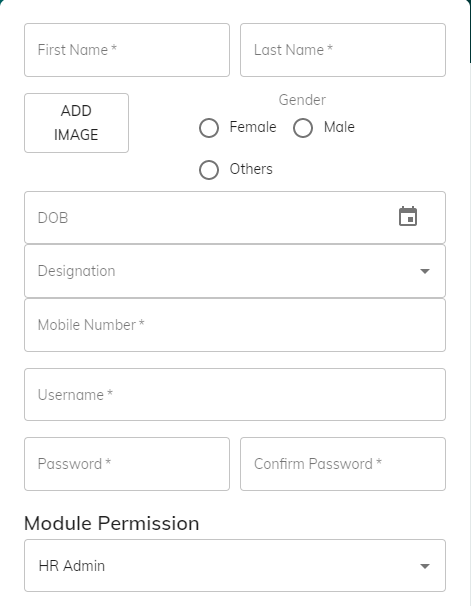 First Name *
Last Name *
ADD
IMAGE
Gender
Female
Male
Others
DOB
Designation
Mobile Number *
Username *
Password *
Confirm Password *
Module Permission
HR Admin